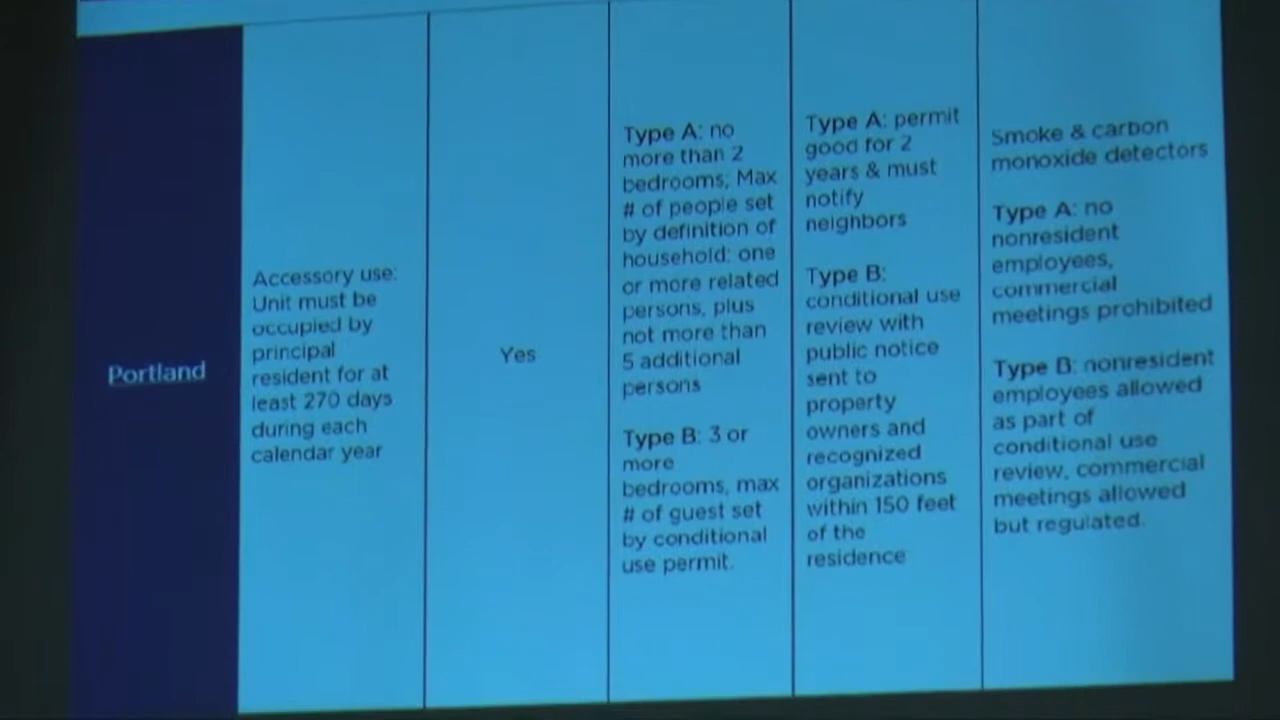 Portland
Accessory use:
Unit must be
occupied by
principal
resident for at
least 270 days
during each
calendar year
Yes
Type A: no
more than 2
bedrooms; Max
# of people set
by definition of
household: one
or more related
persons, plus
not more than
5 additional
persons
Type B: 3 or
more
bedrooms, max
# of guest set
by conditional
use permit.
Type A: permit
good for 2
years & must
notify
neighbors
Type B:
conditional use
review with
public notice
sent to
property
owners and
recognized
organizations
within 150 feet
of the
residence
Smoke & carbon
monoxide detectors
Type A: no
nonresident
employees,
commercial
meetings prohibited
Type B: nonresident
employees allowed
as part of
conditional use
review, commercial
meetings allowed
but regulated.